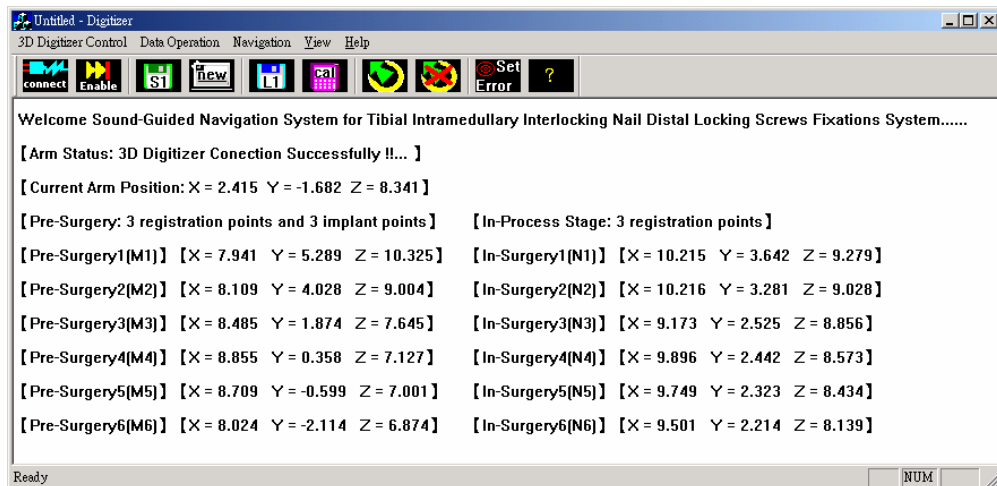 Untitled - Digitizer
3D Digitizer Control Data Operation Navigation View Help
connect Enable S1 new L1 cal Set Error ?
Welcome Sound-Guided Navigation System for Tibial Intramedullary Interlocking Nail Distal Locking Screws Fixations System......
【Arm Status: 3D Digitizer Conection Successfully !!... 】
【Current Arm Position: X = 2.415 Y = -1.682 Z = 8.341】
【Pre-Surgery: 3 registration points and 3 implant points】 【In-Process Stage: 3 registration points】
【Pre-Surgery1(M1)】【X = 7.941 Y = 5.289 Z = 10.325】 【In-Surgery1(N1)】【X = 10.215 Y = 3.642 Z = 9.279】
【Pre-Surgery2(M2)】【X = 8.109 Y = 4.028 Z = 9.004】 【In-Surgery2(N2)】【X = 10.216 Y = 3.281 Z = 9.028】
【Pre-Surgery3(M3)】【X = 8.485 Y = 1.874 Z = 7.645】 【In-Surgery3(N3)】【X = 9.173 Y = 2.525 Z = 8.856】
【Pre-Surgery4(M4)】【X = 8.855 Y = 0.358 Z = 7.127】 【In-Surgery4(N4)】【X = 9.896 Y = 2.442 Z = 8.573】
【Pre-Surgery5(M5)】【X = 8.709 Y = -0.599 Z = 7.001】 【In-Surgery5(N5)】【X = 9.749 Y = 2.323 Z = 8.434】
【Pre-Surgery6(M6)】【X = 8.024 Y = -2.114 Z = 6.874】 【In-Surgery6(N6)】【X = 9.501 Y = 2.214 Z = 8.139】
Ready NUM